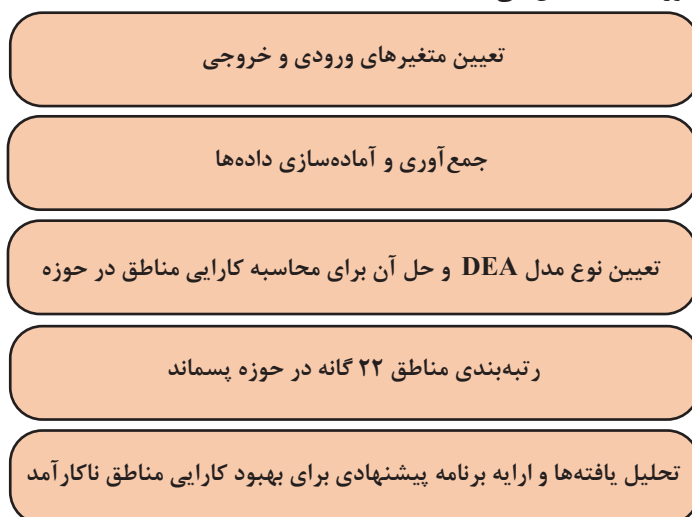 تعیین متغیرهای ورودی و خروجی
جمع‌آوری و آماده‌سازی داده‌ها
تعیین نوع مدل DEA و حل آن برای محاسبه کارایی مناطق در حوزه
رتبه‌بندی مناطق ۲۲ گانه در حوزه پسماند
تحلیل یافته‌ها و ارایه برنامه پیشنهادی برای بهبود کارایی مناطق ناکارآمد